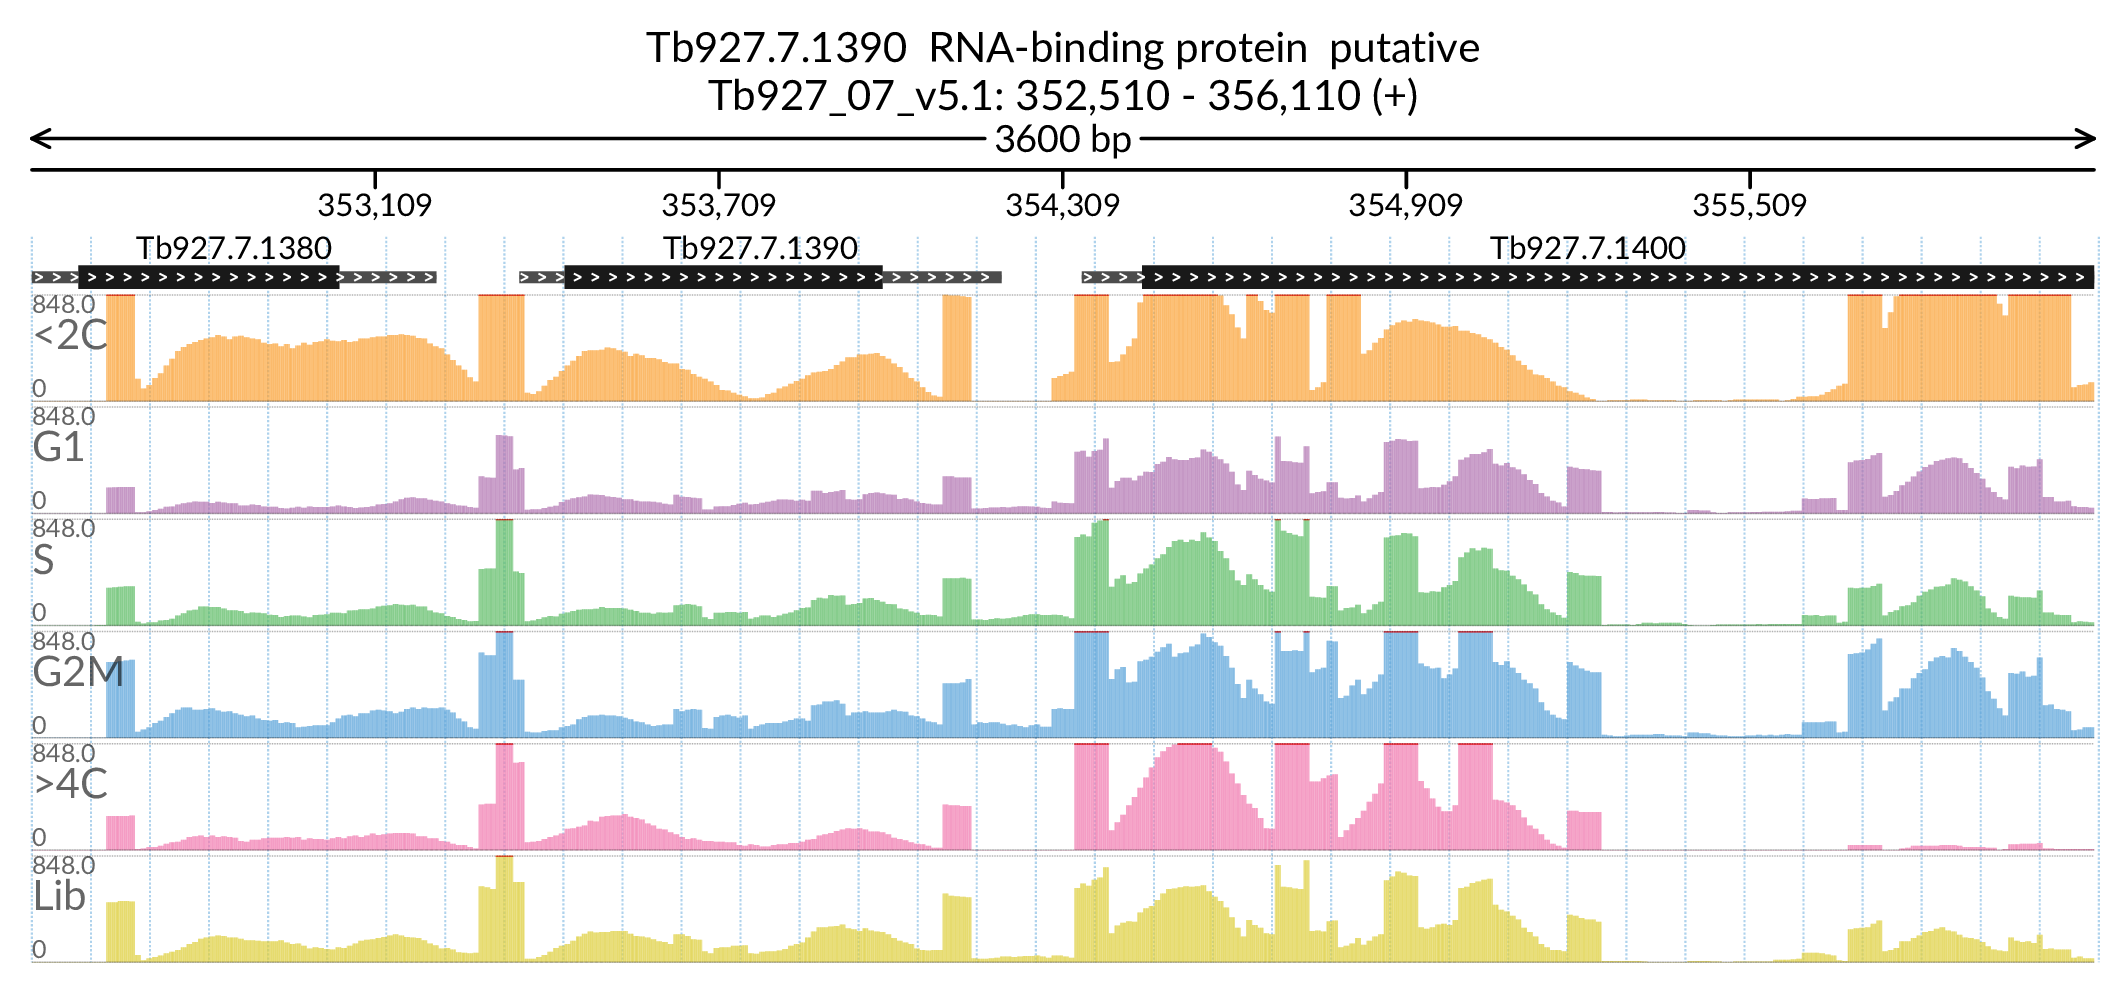 Tb927.7.1390 RNA-binding protein putative
Tb927_07_v5.1: 352,510 - 356,110 (+)
3600 bp
353,109 353,709 354,309 354,909 355,509
Tb927.7.1380 Tb927.7.1390 Tb927.7.1400
848.0
<2C
0
848.0
G1
0
848.0
S
0
848.0
G2M
0
848.0
>4C
0
848.0
Lib
0